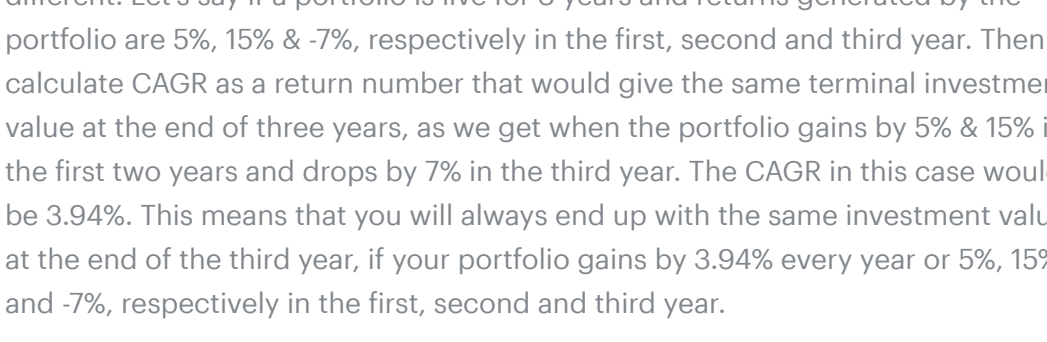 different. Let's say if a portfolio is live for 3 years and returns generated by the
portfolio are 5%, 15% & -7%, respectively in the first, second and third year. Then
calculate CAGR as a return number that would give the same terminal
value at the end of three years, as we get when the portfolio gains by 5% & 15%
the first two years and drops by 7% in the third year. The CAGR in this case
be 3.94%. This means that you will always end up with the same investment
at the end of the third year, if your portfolio gains by 3.94% every year or 5%, 15%
and -7%, respectively in the first, second and third year.